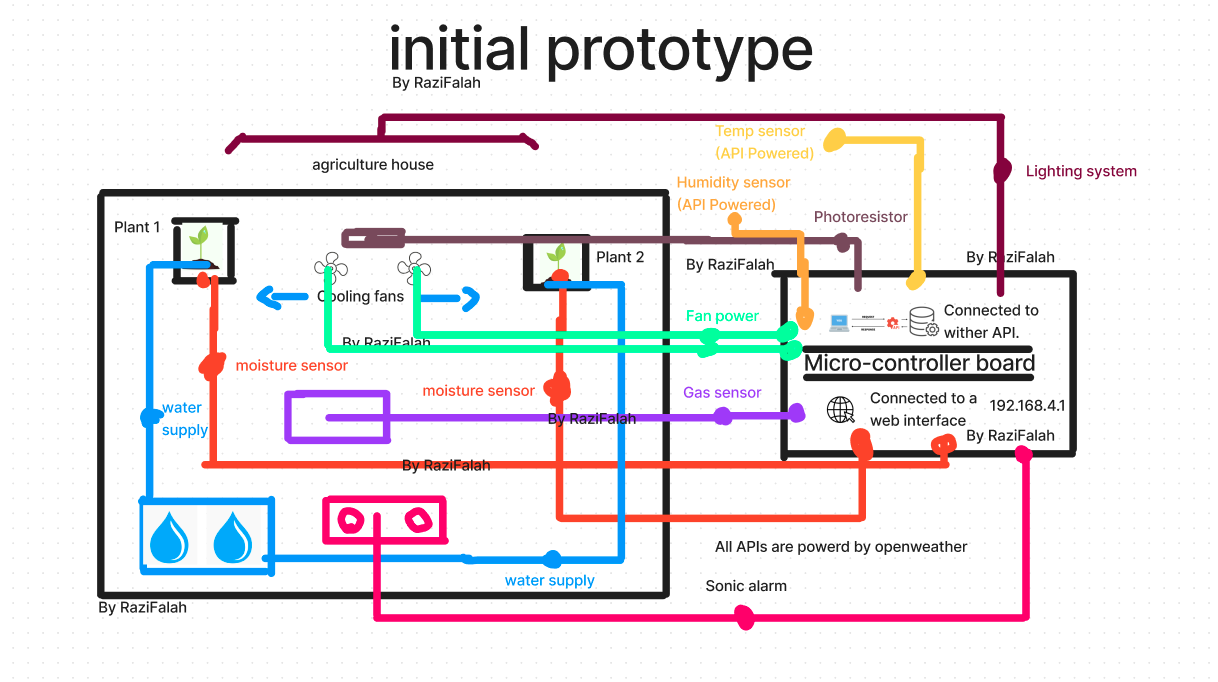 initial prototype
By RaziFalah
agriculture house
Temp sensor
(API Powered)
Lighting system
Humidity sensor
(API Powered)
Photoresistor
Plant 1
Plant 2
By RaziFalah
By RaziFalah
Cooling fans
Connected to
wither API.
Fan power
By RaziFalah
Micro-controller board
moisture sensor
moisture sensor
Gas sensor
Connected to a
web interface
192.168.4.1
water
supply
By RaziFalah
By RaziFalah
By RaziFalah
All APIs are powerd by openweather
water supply
Sonic alarm
By RaziFalah